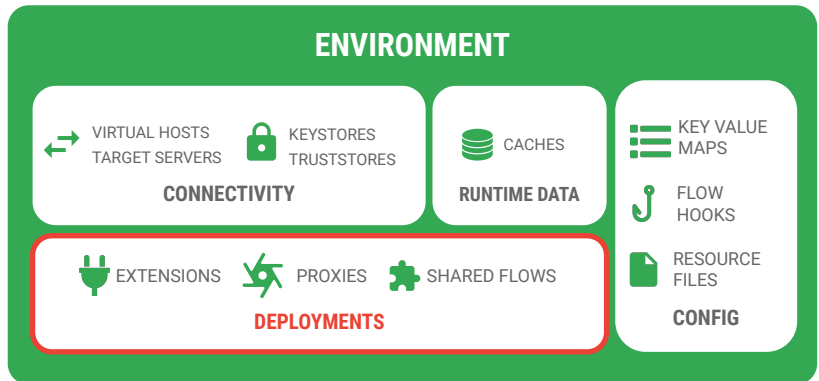 ENVIRONMENT
VIRTUAL HOSTS
TARGET SERVERS
KEYSTORES
TRUSTSTORES
CONNECTIVITY
CACHES
RUNTIME DATA
KEY VALUE
MAPS
FLOW
HOOKS
RESOURCE
FILES
CONFIG
EXTENSIONS
PROXIES
SHARED FLOWS
DEPLOYMENTS